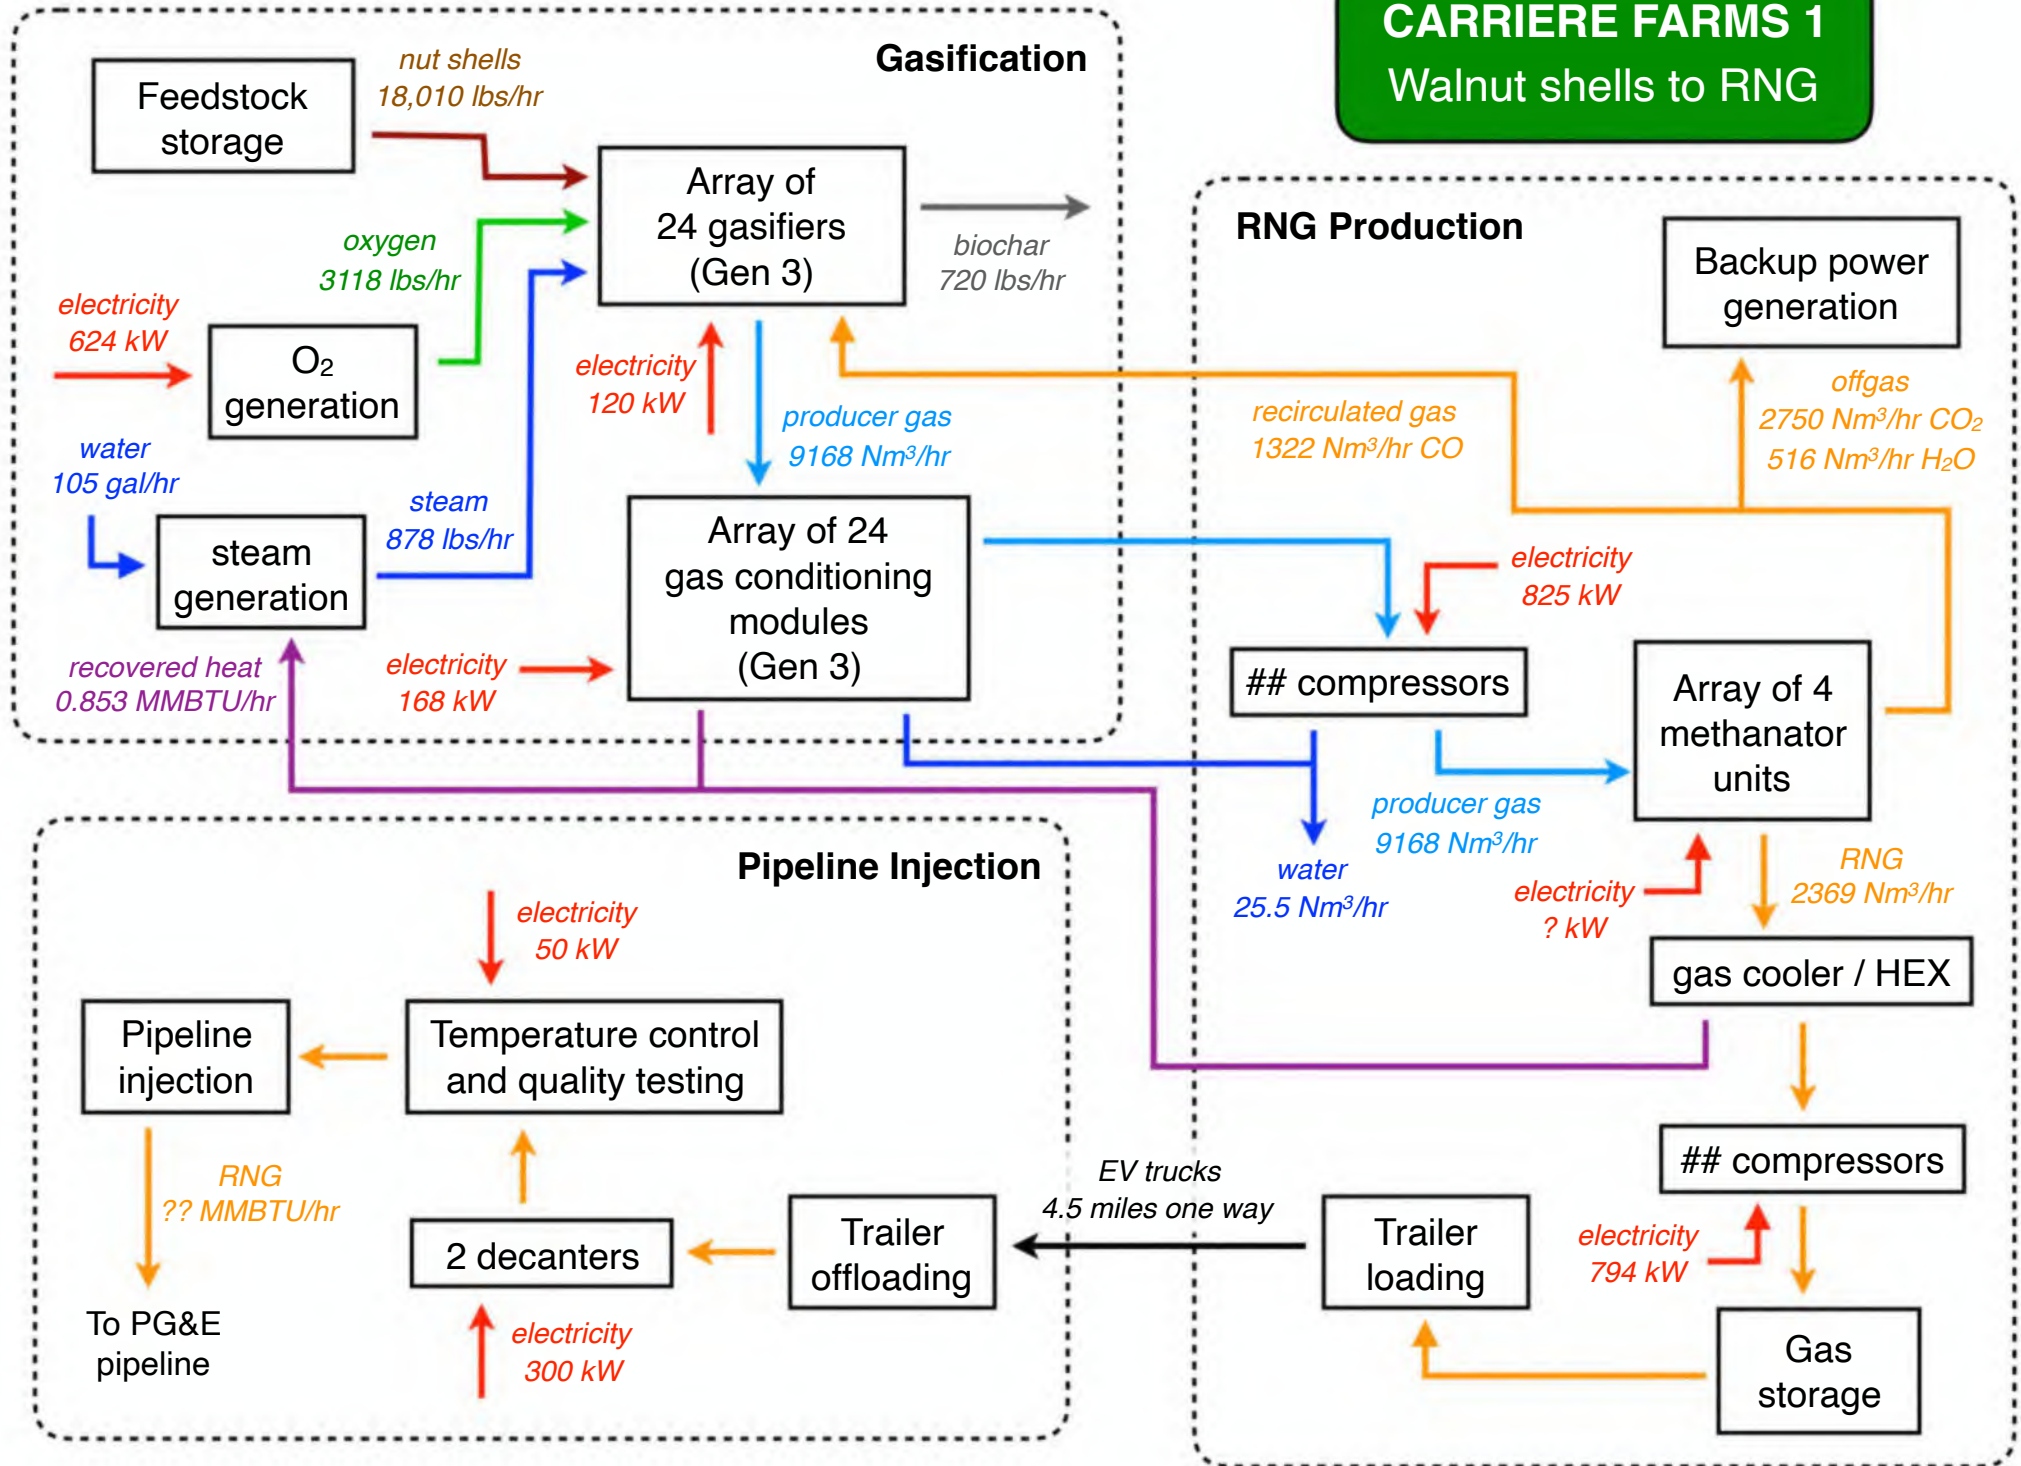 CARRIERE FARMS 1
Walnut shells to RNG
Gasification
Feedstock
storage
nut shells
18,010 lbs/hr
Array of
24 gasifiers
(Gen 3)
biochar
720 lbs/hr
oxygen
3118 lbs/hr
electricity
624 kW
O₂
generation
electricity
120 kW
producer gas
9168 Nm³/hr
water
105 gal/hr
steam
generation
steam
878 lbs/hr
Array of 24
gas conditioning
modules
(Gen 3)
recovered heat
0.853 MMBTU/hr
electricity
168 kW
RNG Production
Backup power
generation
recirculated gas
1322 Nm³/hr CO
offgas
2750 Nm³/hr CO₂
516 Nm³/hr H₂O
electricity
825 kW
## compressors
Array of 4
methanator
units
producer gas
9168 Nm³/hr
water
25.5 Nm³/hr
electricity
? kW
RNG
2369 Nm³/hr
gas cooler / HEX
## compressors
electricity
794 kW
Gas
storage
Trailer
loading
EV trucks
4.5 miles one way
Pipeline Injection
electricity
50 kW
Pipeline
injection
Temperature control
and quality testing
RNG
?? MMBTU/hr
2 decanters
Trailer
offloading
electricity
300 kW
To PG&E
pipeline